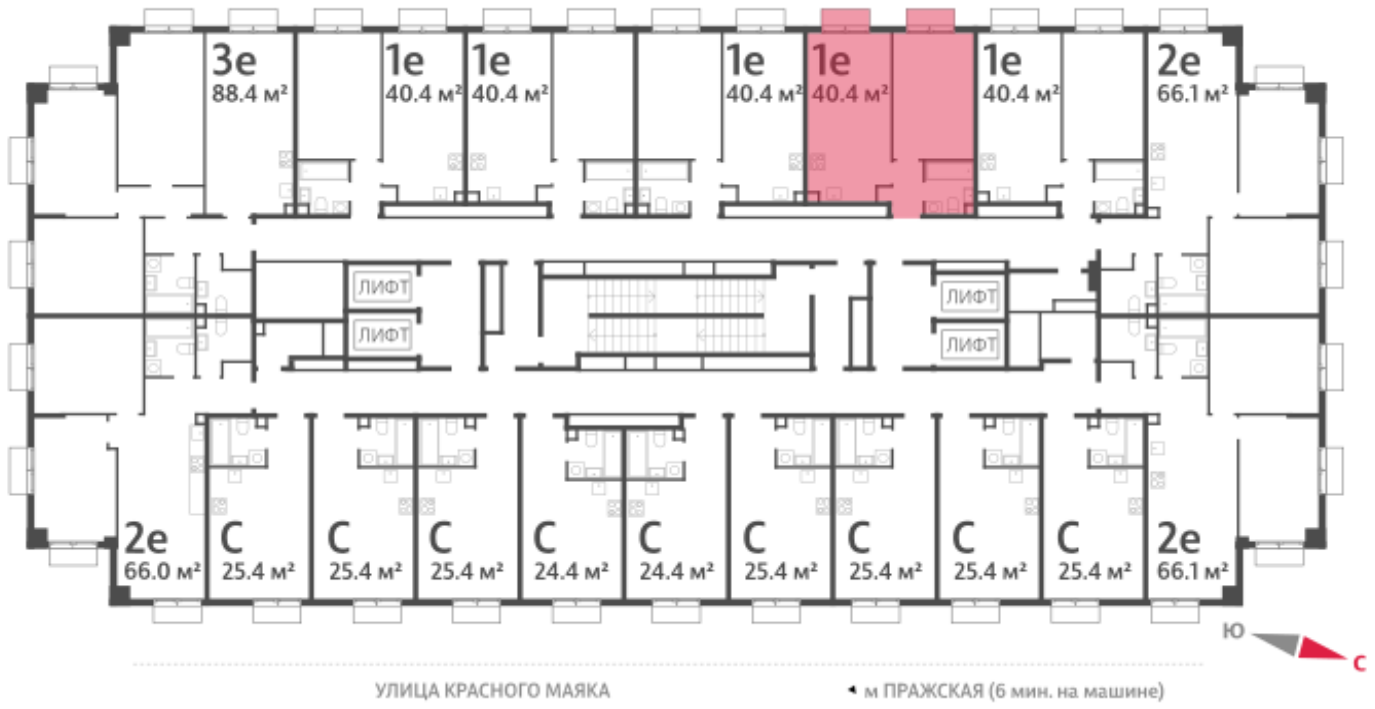 3е
88.4 м²
1е
40.4 м²
1е
40.4 м²
1е
40.4 м²
1е
40.4 м²
1е
40.4 м²
2е
66.1 м²
ЛИФТ
ЛИФТ
ЛИФТ
ЛИФТ
2е
66.0 м²
С
25.4 м²
С
25.4 м²
С
25.4 м²
С
24.4 м²
С
24.4 м²
С
25.4 м²
С
25.4 м²
С
25.4 м²
С
25.4 м²
2е
66.1 м²
Ю
С
УЛИЦА КРАСНОГО МАЯКА
м ПРАЖСКАЯ (6 мин. на машине)